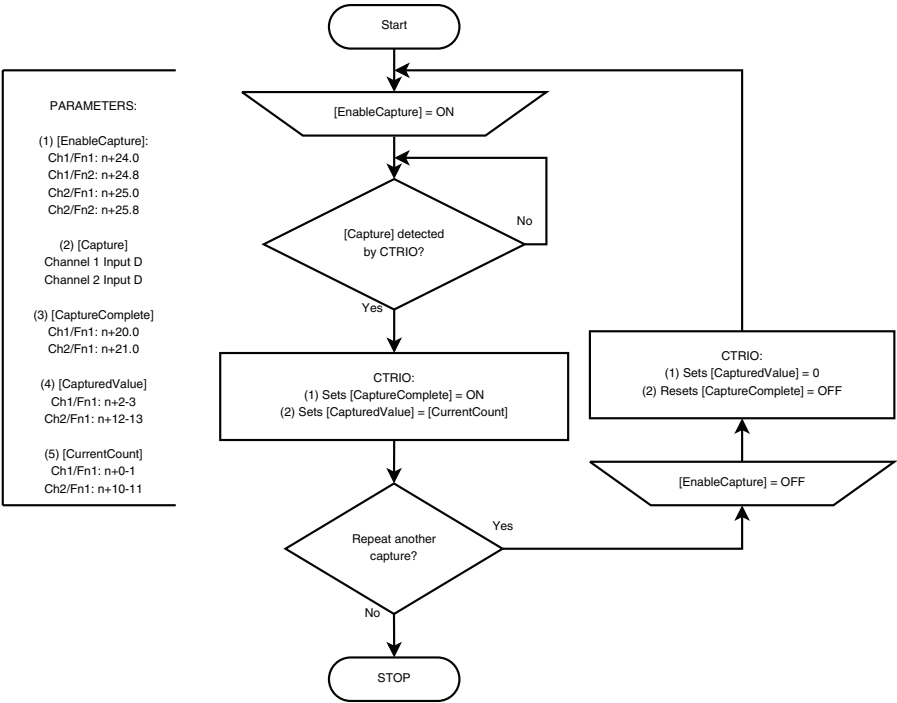 Start
PARAMETERS:
(1) [EnableCapture]:
Ch1/Fn1: n+24.0
Ch1/Fn2: n+24.8
Ch2/Fn1: n+25.0
Ch2/Fn2: n+25.8
(2) [Capture]
Channel 1 Input D
Channel 2 Input D
(3) [CaptureComplete]
Ch1/Fn1: n+20.0
Ch2/Fn1: n+21.0
(4) [CapturedValue]
Ch1/Fn1: n+2-3
Ch2/Fn1: n+12-13
(5) [CurrentCount]
Ch1/Fn1: n+0-1
Ch2/Fn1: n+10-11
[EnableCapture] = ON
[Capture] detected
by CTRIO?
No
Yes
CTRIO:
(1) Sets [CaptureComplete] = ON
(2) Sets [CapturedValue] = [CurrentCount]
Repeat another
capture?
Yes
No
STOP
[EnableCapture] = OFF
CTRIO:
(1) Sets [CapturedValue] = 0
(2) Resets [CaptureComplete] = OFF